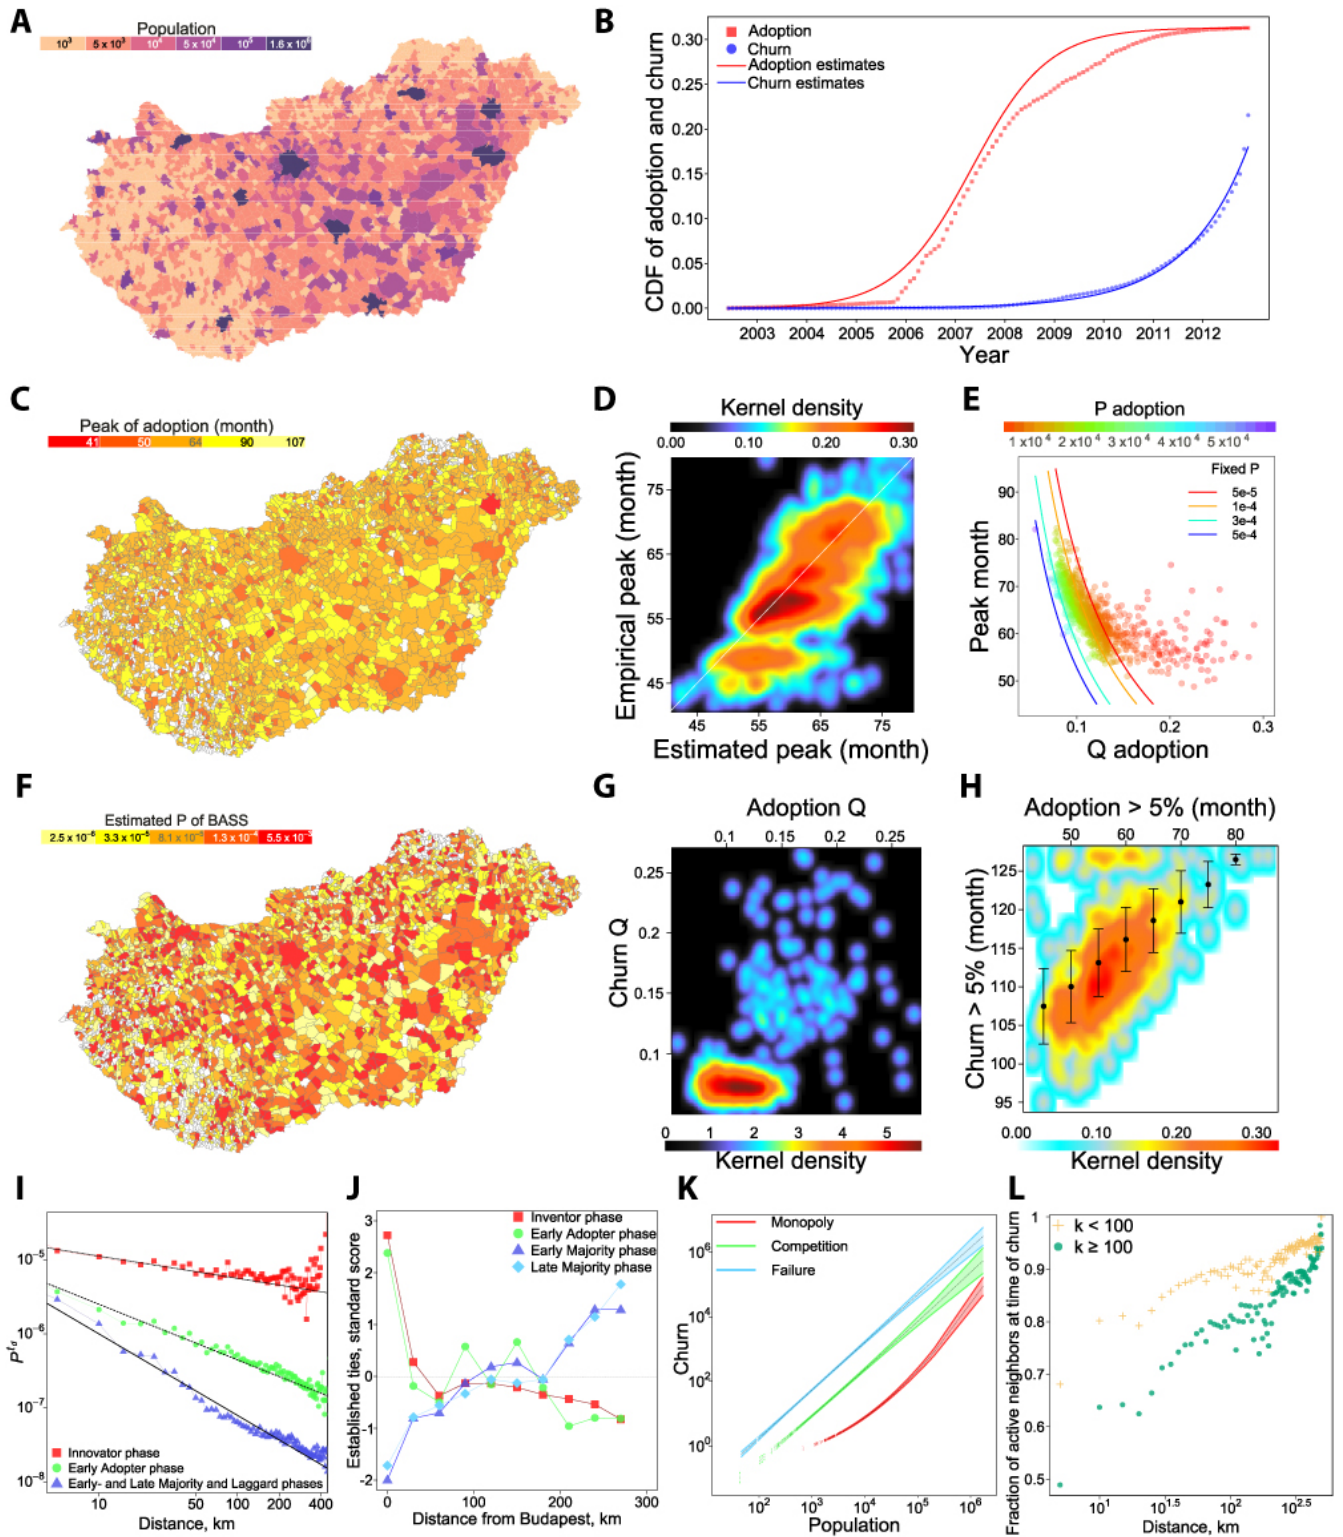 A
Population
10³ 5 x 10³ 10⁴ 5 x 10⁴ 10⁵ 1.6 x 10⁶
B
CDF of adoption and churn
0.30
0.25
0.20
0.15
0.10
0.05
0.00
Adoption
Churn
Adoption estimates
Churn estimates
2003 2004 2005 2006 2007 2008 2009 2010 2011 2012
Year
C
Peak of adoption (month)
41 50 64 90 107
D
Kernel density
0.00 0.10 0.20 0.30
Empirical peak (month)
75
65
55
45
45 55 65 75
Estimated peak (month)
E
P adoption
1 x 10⁴ 2 x 10⁴ 3 x 10⁴ 4 x 10⁴ 5 x 10⁴
Fixed P
5e-5
1e-4
3e-4
5e-4
Peak month
90
80
70
60
50
0.1 0.2 0.3
Q adoption
F
Estimated P of BASS
2.5 x 10⁻⁶ 3.3 x 10⁻⁵ 8.1 x 10⁻⁵ 1.3 x 10⁻⁴ 5.5 x 10⁻³
G
Adoption Q
0.1 0.15 0.2 0.25
Churn Q
0.25
0.2
0.15
0.1
0 1 2 3 4 5
Kernel density
H
Adoption > 5% (month)
50 60 70 80
Churn > 5% (month)
125
120
115
110
105
100
95
0.00 0.10 0.20 0.30
Kernel density
I
10⁻⁵
10⁻⁶
10⁻⁷
10⁻⁸
Innovator phase
Early Adopter phase
Early- and Late Majority and Laggard phases
10 50 100 200 400
Distance, km
J
Established ties, standard score
3
2
1
0
-1
-2
Inventor phase
Early Adopter phase
Early Majority phase
Late Majority phase
0 100 200 300
Distance from Budapest, km
K
Monopoly
Competition
Failure
Churn
10⁶
10⁴
10²
10⁰
10² 10³ 10⁴ 10⁵ 10⁶
Population
L
Fraction of active neighbors at time of churn
k < 100
k ≥ 100
1
0.9
0.8
0.7
0.6
0.5
10¹ 10^1.5 10² 10^2.5
Distance, km